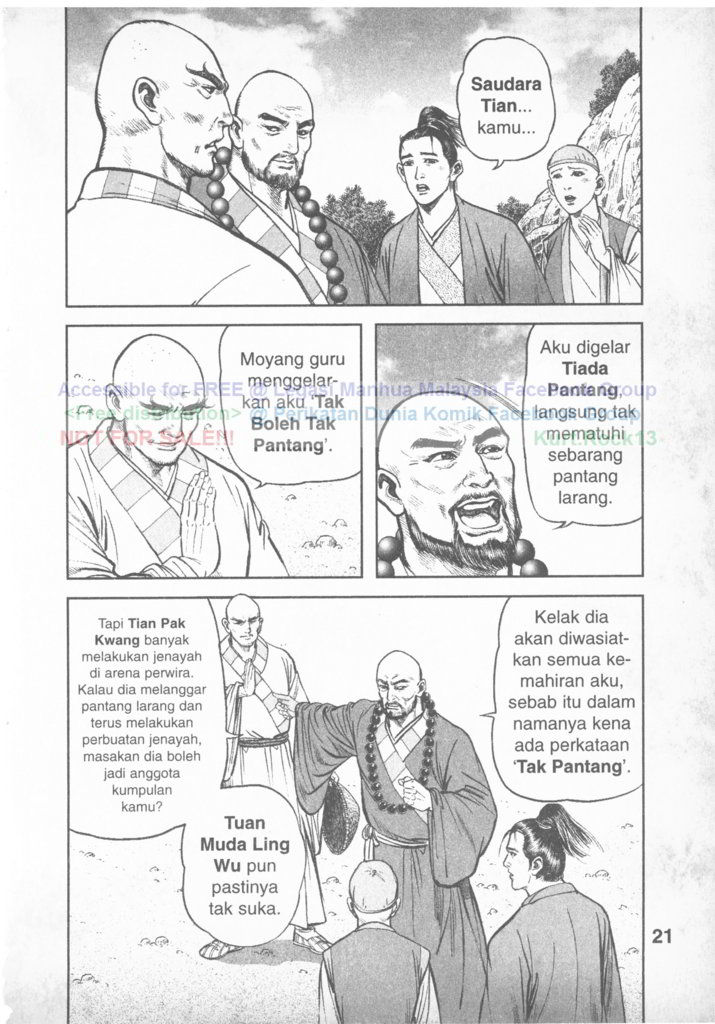 Saudara
Tian...
kamu...
Moyang guru
menggelar-
kan aku ‘Tak
Boleh Tak
Pantang’.
Aku digelar
Tiada
Pantang,
langsung tak
mematuhi
sebarang
pantang
larang.
Accessible for FREE @ Legasi Manhua Malaysia Facebook Group
<Free distribution> @ Perikatan Dunia Komik Facebook Group
NOT FOR SALE!!! Kurt.Rock13
Tapi Tian Pak
Kwang banyak
melakukan jenayah
di arena perwira.
Kalau dia melanggar
pantang larang dan
terus melakukan
perbuatan jenayah,
masakan dia boleh
jadi anggota
kumpulan
kamu?
Tuan
Muda Ling
Wu pun
pastinya
tak suka.
Kelak dia
akan diwasiat-
kan semua ke-
mahiran aku,
sebab itu dalam
namanya kena
ada perkataan
‘Tak Pantang’.
21